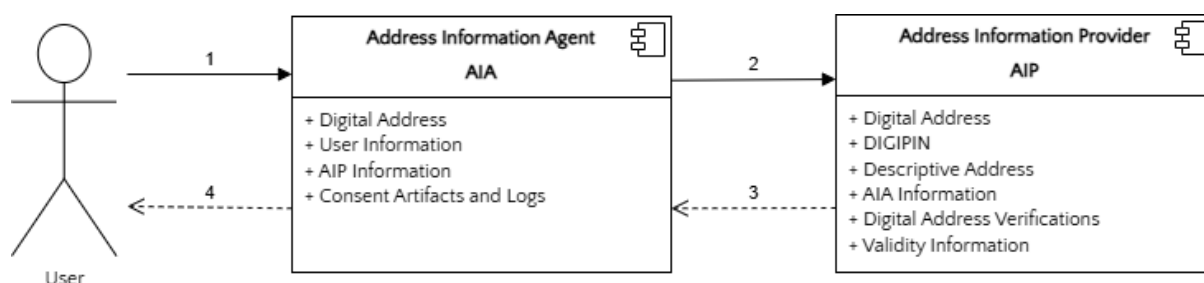 1
2
3
4
User
Address Information Agent
AIA
+ Digital Address
+ User Information
+ AIP Information
+ Consent Artifacts and Logs
Address Information Provider
AIP
+ Digital Address
+ DIGIPIN
+ Descriptive Address
+ AIA Information
+ Digital Address Verifications
+ Validity Information